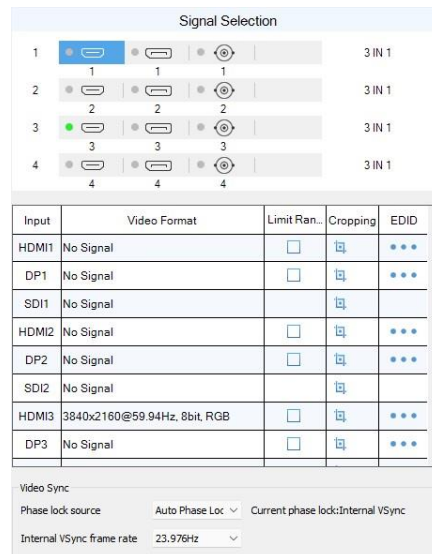 Signal Selection
1 3 IN 1
1 1 1
2 3 IN 1
2 2 2
3 3 IN 1
3 3 3
4 3 IN 1
4 4 4
Input Video Format Limit Ran... Cropping EDID
HDMI1 No Signal
DP1 No Signal
SDI1 No Signal
HDMI2 No Signal
DP2 No Signal
SDI2 No Signal
HDMI3 3840x2160@59.94Hz, 8bit, RGB
DP3 No Signal
Video Sync
Phase lock source Auto Phase Loc Current phase lock:Internal VSync
Internal VSync frame rate 23.976Hz